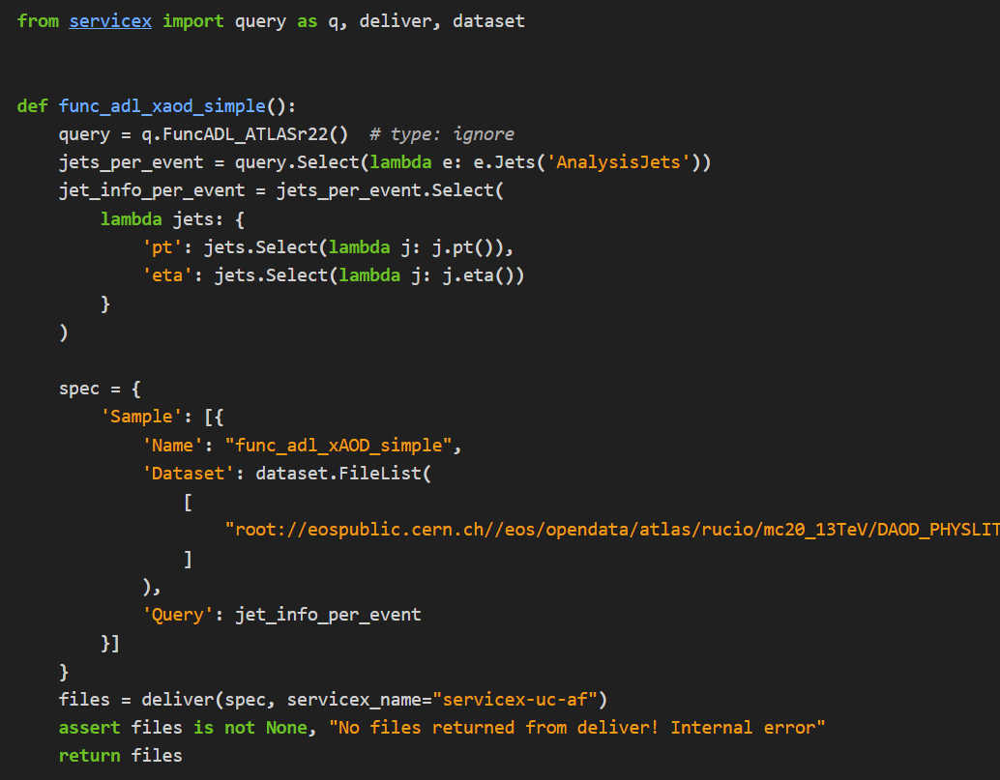 from servicex import query as q, deliver, dataset
def func_adl_xaod_simple():
    query = q.FuncADL_ATLASr22()  # type: ignore
    jets_per_event = query.Select(lambda e: e.Jets('AnalysisJets'))
    jet_info_per_event = jets_per_event.Select(
        lambda jets: {
            'pt': jets.Select(lambda j: j.pt()),
            'eta': jets.Select(lambda j: j.eta())
        }
    )
    spec = {
        'Sample': [{
            'Name': "func_adl_xAOD_simple",
            'Dataset': dataset.FileList(
                [
                    "root://eospublic.cern.ch//eos/opendata/atlas/rucio/mc20_13TeV/DAOD_PHYSLIT
                ]
            ),
            'Query': jet_info_per_event
        }]
    }
    files = deliver(spec, servicex_name="servicex-uc-af")
    assert files is not None, "No files returned from deliver! Internal error"
    return files